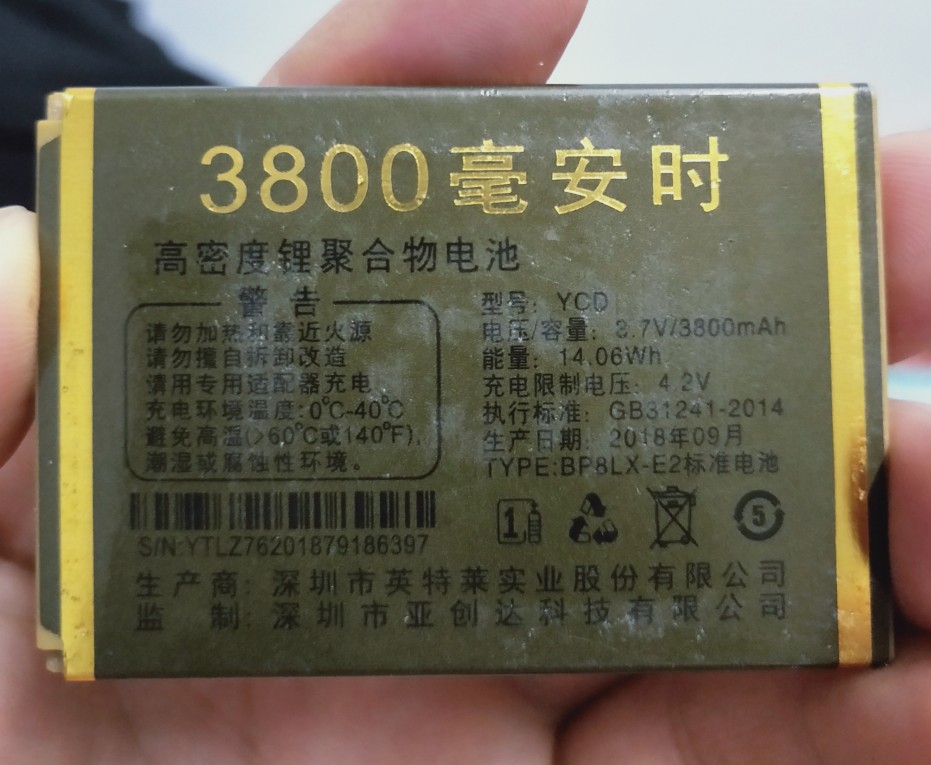 3800毫安时
高密度锂聚合物电池
警告
请勿加热和靠近火源
请勿擅自拆卸改造
请用专用适配器充电
充电环境温度:0°C-40°C
避免高温(>60°C或140°F),
潮湿或腐蚀性环境。
型号: YCD
电压/容量: 3.7V/3800mAh
能量: 14.06Wh
充电限制电压: 4.2V
执行标准: GB31241-2014
生产日期: 2018年09月
TYPE:BP8LX-E2标准电池
1
5
S/N:YTLZ76201879186397
生产商: 深圳市英特莱实业股份有限公司
监制: 深圳市亚创达科技有限公司